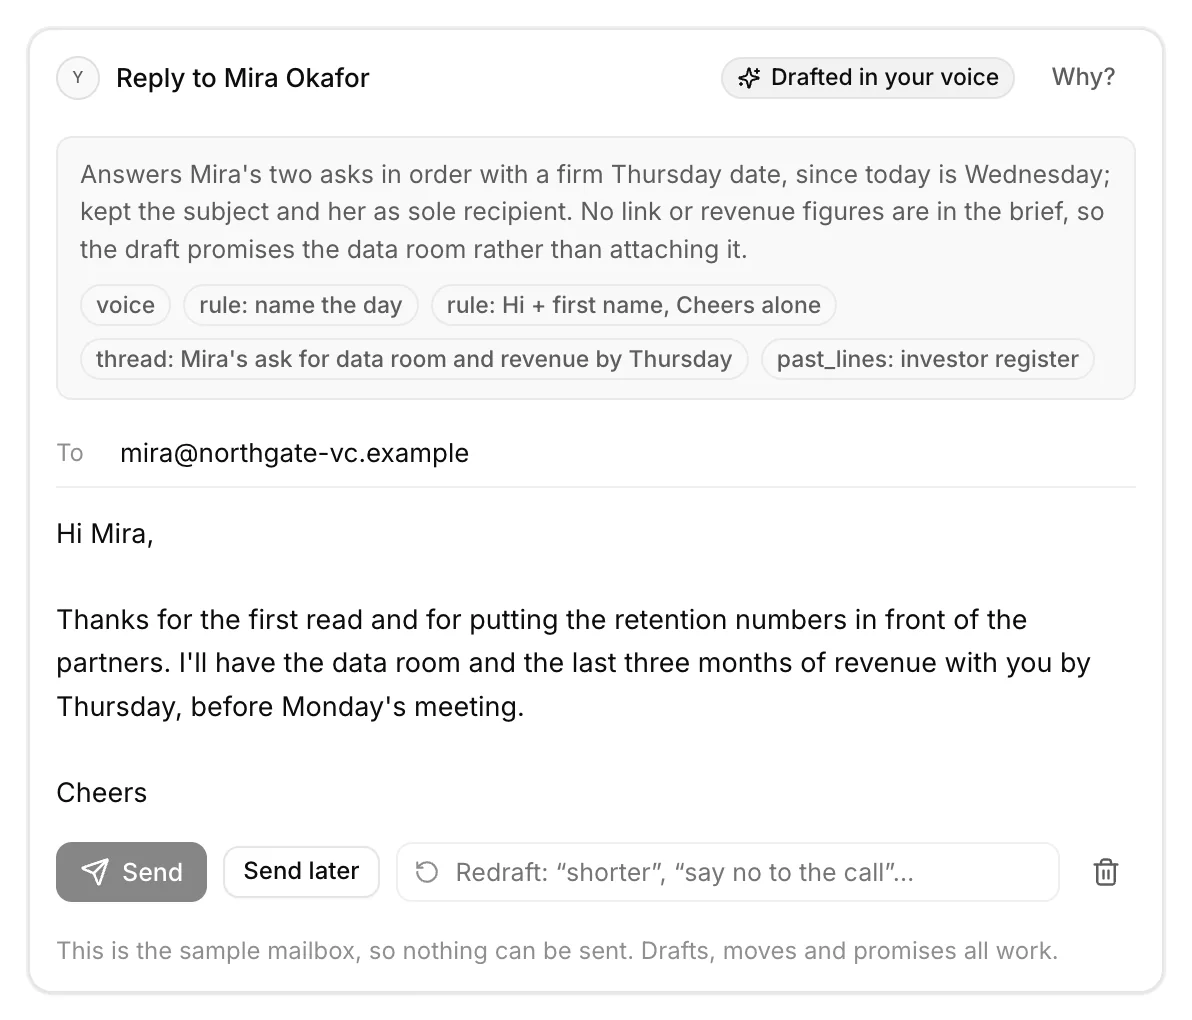 Y
Reply to Mira Okafor
Drafted in your voice
Why?
Answers Mira's two asks in order with a firm Thursday date, since today is Wednesday;
kept the subject and her as sole recipient. No link or revenue figures are in the brief, so
the draft promises the data room rather than attaching it.
voice
rule: name the day
rule: Hi + first name, Cheers alone
thread: Mira's ask for data room and revenue by Thursday
past_lines: investor register
To
mira@northgate-vc.example
Hi Mira,
Thanks for the first read and for putting the retention numbers in front of the
partners. I'll have the data room and the last three months of revenue with you by
Thursday, before Monday's meeting.
Cheers
Send
Send later
Redraft: “shorter”, “say no to the call”...
This is the sample mailbox, so nothing can be sent. Drafts, moves and promises all work.